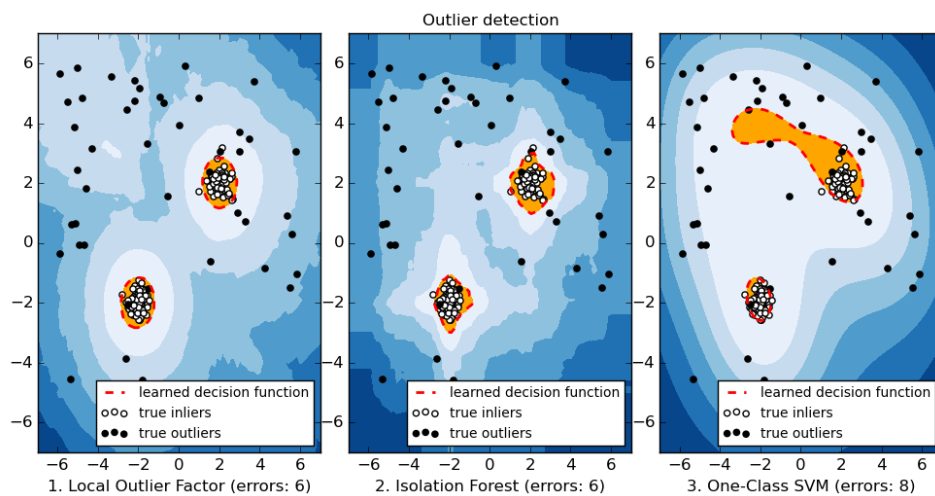 Outlier detection
6
4
2
0
−2
−4
−6
learned decision function
true inliers
true outliers
−6 −4 −2 0 2 4 6
1. Local Outlier Factor (errors: 6)
6
4
2
0
−2
−4
−6
learned decision function
true inliers
true outliers
−6 −4 −2 0 2 4 6
2. Isolation Forest (errors: 6)
6
4
2
0
−2
−4
−6
learned decision function
true inliers
true outliers
−6 −4 −2 0 2 4 6
3. One-Class SVM (errors: 8)